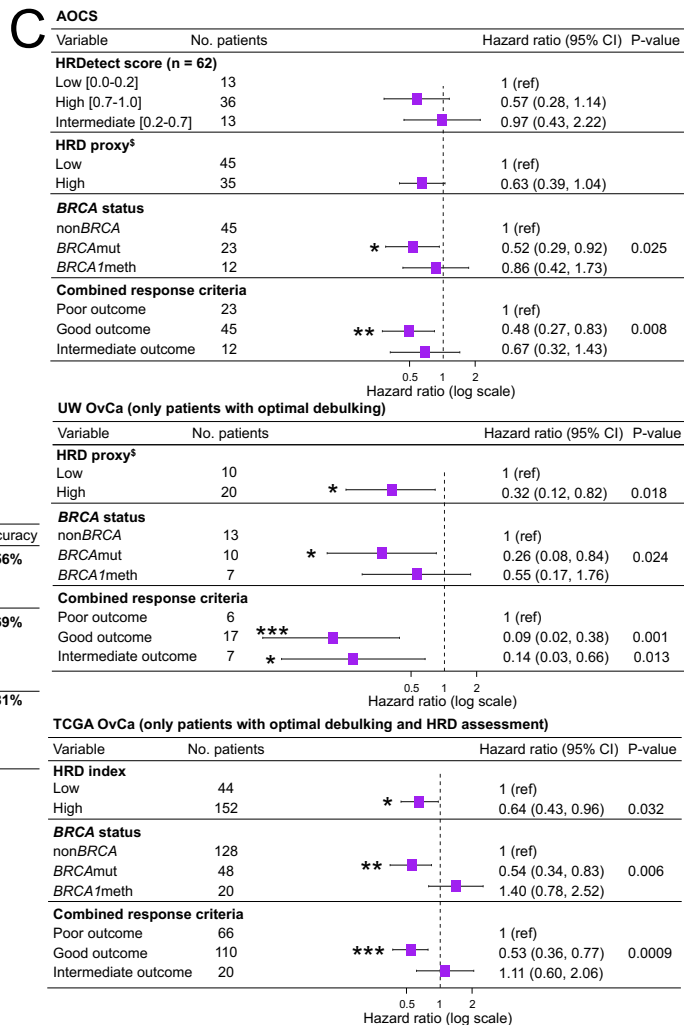 C
AOCS
Variable No. patients Hazard ratio (95% CI) P-value
HRDetect score (n = 62)
Low [0.0-0.2] 13 1 (ref)
High [0.7-1.0] 36 0.57 (0.28, 1.14)
Intermediate [0.2-0.7] 13 0.97 (0.43, 2.22)
HRD proxy$
Low 45 1 (ref)
High 35 0.63 (0.39, 1.04)
BRCA status
nonBRCA 45 1 (ref)
BRCAmut 23 * 0.52 (0.29, 0.92) 0.025
BRCA1meth 12 0.86 (0.42, 1.73)
Combined response criteria
Poor outcome 23 1 (ref)
Good outcome 45 ** 0.48 (0.27, 0.83) 0.008
Intermediate outcome 12 0.67 (0.32, 1.43)
0.5 1 2
Hazard ratio (log scale)
UW OvCa (only patients with optimal debulking)
Variable No. patients Hazard ratio (95% CI) P-value
HRD proxy$
Low 10 1 (ref)
High 20 * 0.32 (0.12, 0.82) 0.018
BRCA status
nonBRCA 13 1 (ref)
BRCAmut 10 * 0.26 (0.08, 0.84) 0.024
BRCA1meth 7 0.55 (0.17, 1.76)
Combined response criteria
Poor outcome 6 1 (ref)
Good outcome 17 *** 0.09 (0.02, 0.38) 0.001
Intermediate outcome 7 * 0.14 (0.03, 0.66) 0.013
0.5 1 2
Hazard ratio (log scale)
TCGA OvCa (only patients with optimal debulking and HRD assessment)
Variable No. patients Hazard ratio (95% CI) P-value
HRD index
Low 44 1 (ref)
High 152 * 0.64 (0.43, 0.96) 0.032
BRCA status
nonBRCA 128 1 (ref)
BRCAmut 48 ** 0.54 (0.34, 0.83) 0.006
BRCA1meth 20 1.40 (0.78, 2.52)
Combined response criteria
Poor outcome 66 1 (ref)
Good outcome 110 *** 0.53 (0.36, 0.77) 0.0009
Intermediate outcome 20 1.11 (0.60, 2.06)
0.5 1 2
Hazard ratio (log scale)